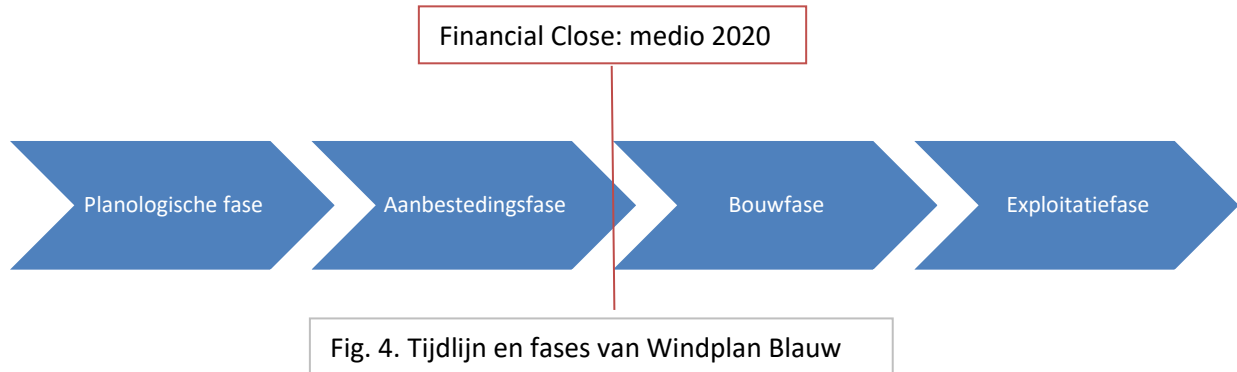 Financial Close: medio 2020
Planologische fase
Aanbestedingsfase
Bouwfase
Exploitatiefase
Fig. 4. Tijdlijn en fases van Windplan Blauw